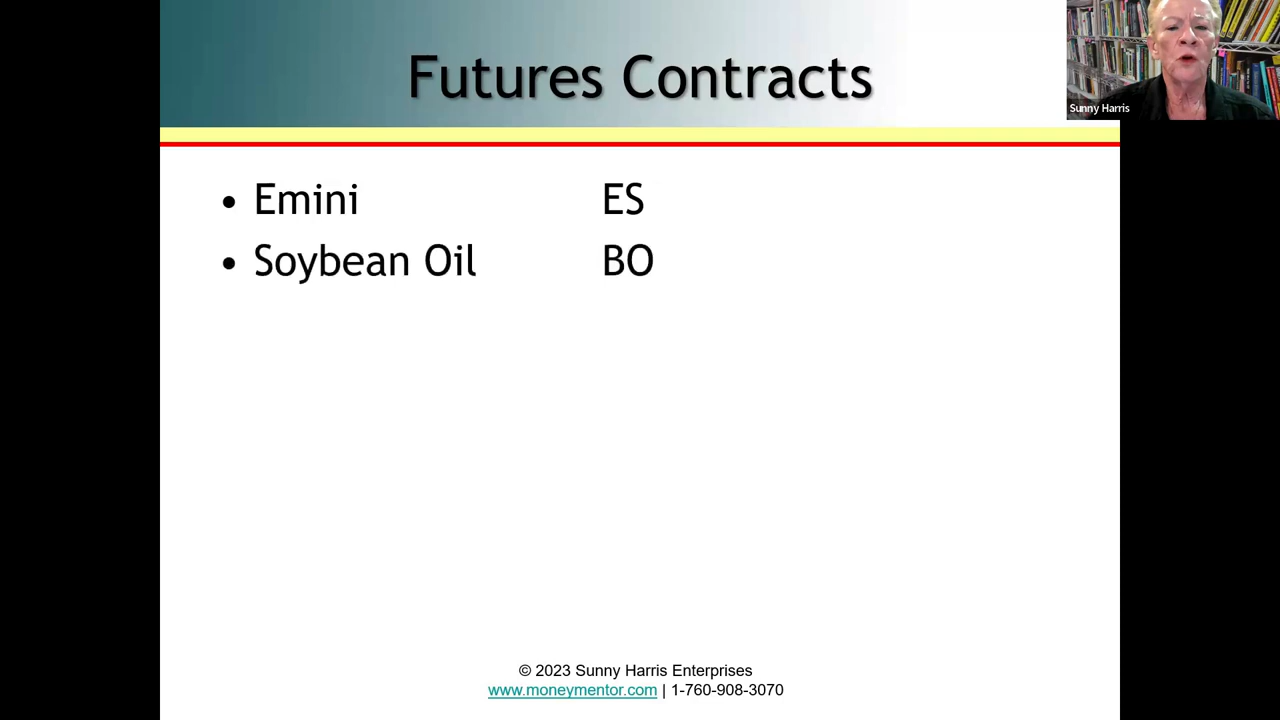 Futures Contracts
Sunny Harris
• Emini ES
• Soybean Oil BO
© 2023 Sunny Harris Enterprises
www.moneymentor.com | 1-760-908-3070